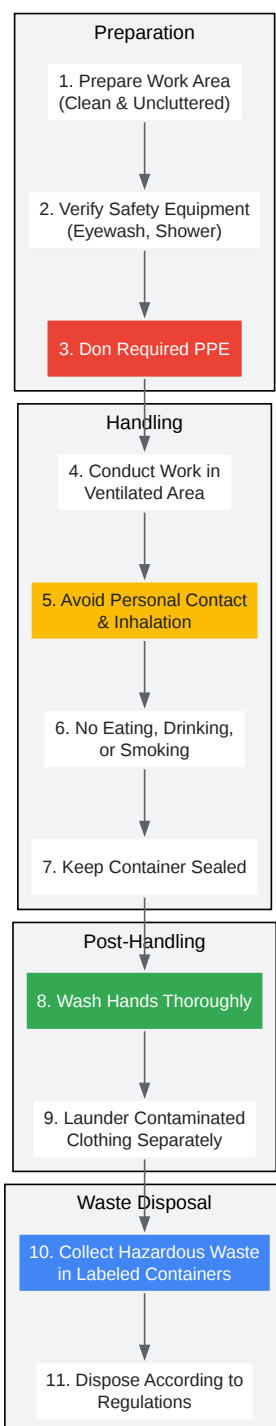 Preparation
1. Prepare Work Area
(Clean & Uncluttered)
2. Verify Safety Equipment
(Eyewash, Shower)
3. Don Required PPE
Handling
4. Conduct Work in
Ventilated Area
5. Avoid Personal Contact
& Inhalation
6. No Eating, Drinking,
or Smoking
7. Keep Container Sealed
Post-Handling
8. Wash Hands Thoroughly
9. Launder Contaminated
Clothing Separately
Waste Disposal
10. Collect Hazardous Waste
in Labeled Containers
11. Dispose According to
Regulations